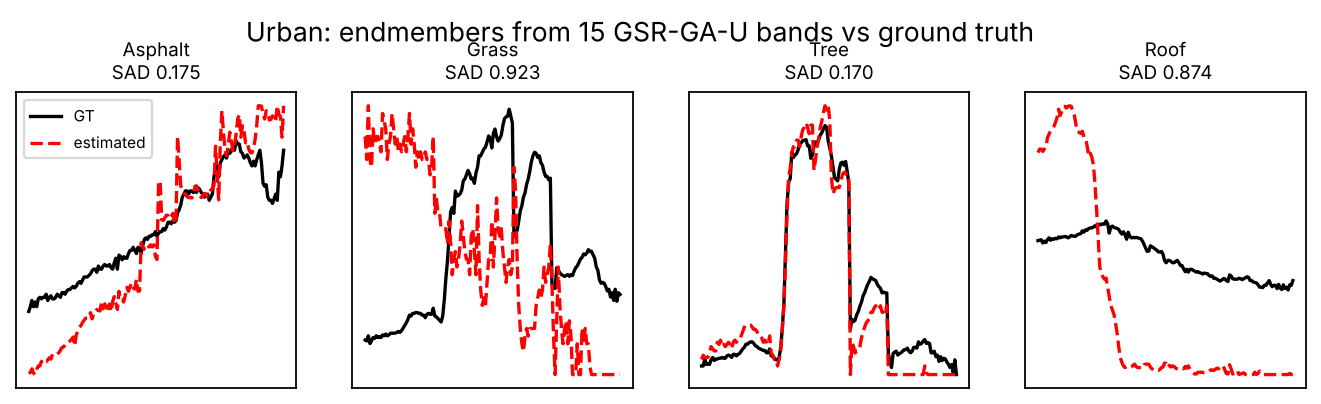 Urban: endmembers from 15 GSR-GA-U bands vs ground truth
Asphalt
SAD 0.175
Grass
SAD 0.923
Tree
SAD 0.170
Roof
SAD 0.874
GT
estimated